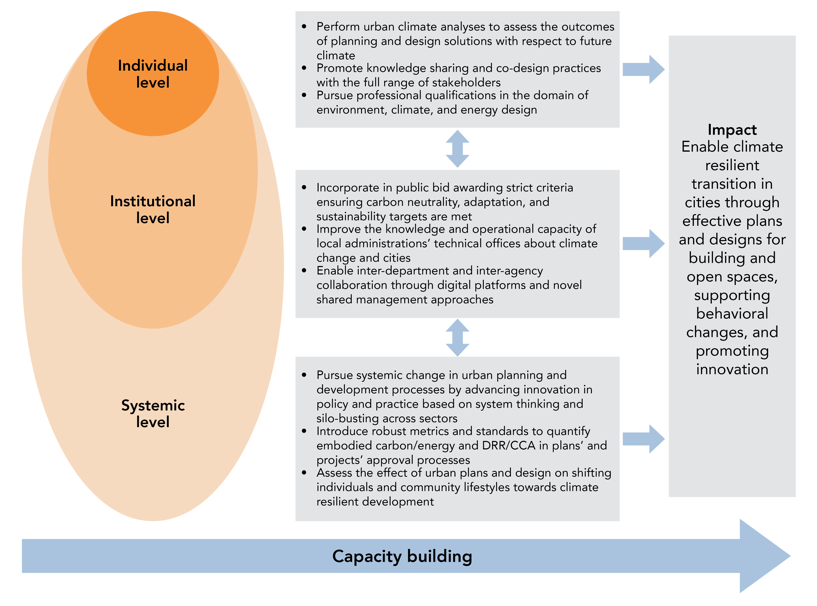 Individual
level
Institutional
level
Systemic
level
• Perform urban climate analyses to assess the outcomes
of planning and design solutions with respect to future
climate
• Promote knowledge sharing and co-design practices
with the full range of stakeholders
• Pursue professional qualifications in the domain of
environment, climate, and energy design
• Incorporate in public bid awarding strict criteria
ensuring carbon neutrality, adaptation, and
sustainability targets are met
• Improve the knowledge and operational capacity of
local administrations’ technical offices about climate
change and cities
• Enable inter-department and inter-agency
collaboration through digital platforms and novel
shared management approaches
• Pursue systemic change in urban planning and
development processes by advancing innovation in
policy and practice based on system thinking and
silo-busting across sectors
• Introduce robust metrics and standards to quantify
embodied carbon/energy and DRR/CCA in plans’ and
projects’ approval processes
• Assess the effect of urban plans and design on shifting
individuals and community lifestyles towards climate
resilient development
Impact
Enable climate
resilient
transition in
cities through
effective plans
and designs for
building and
open spaces,
supporting
behavioral
changes, and
promoting
innovation
Capacity building